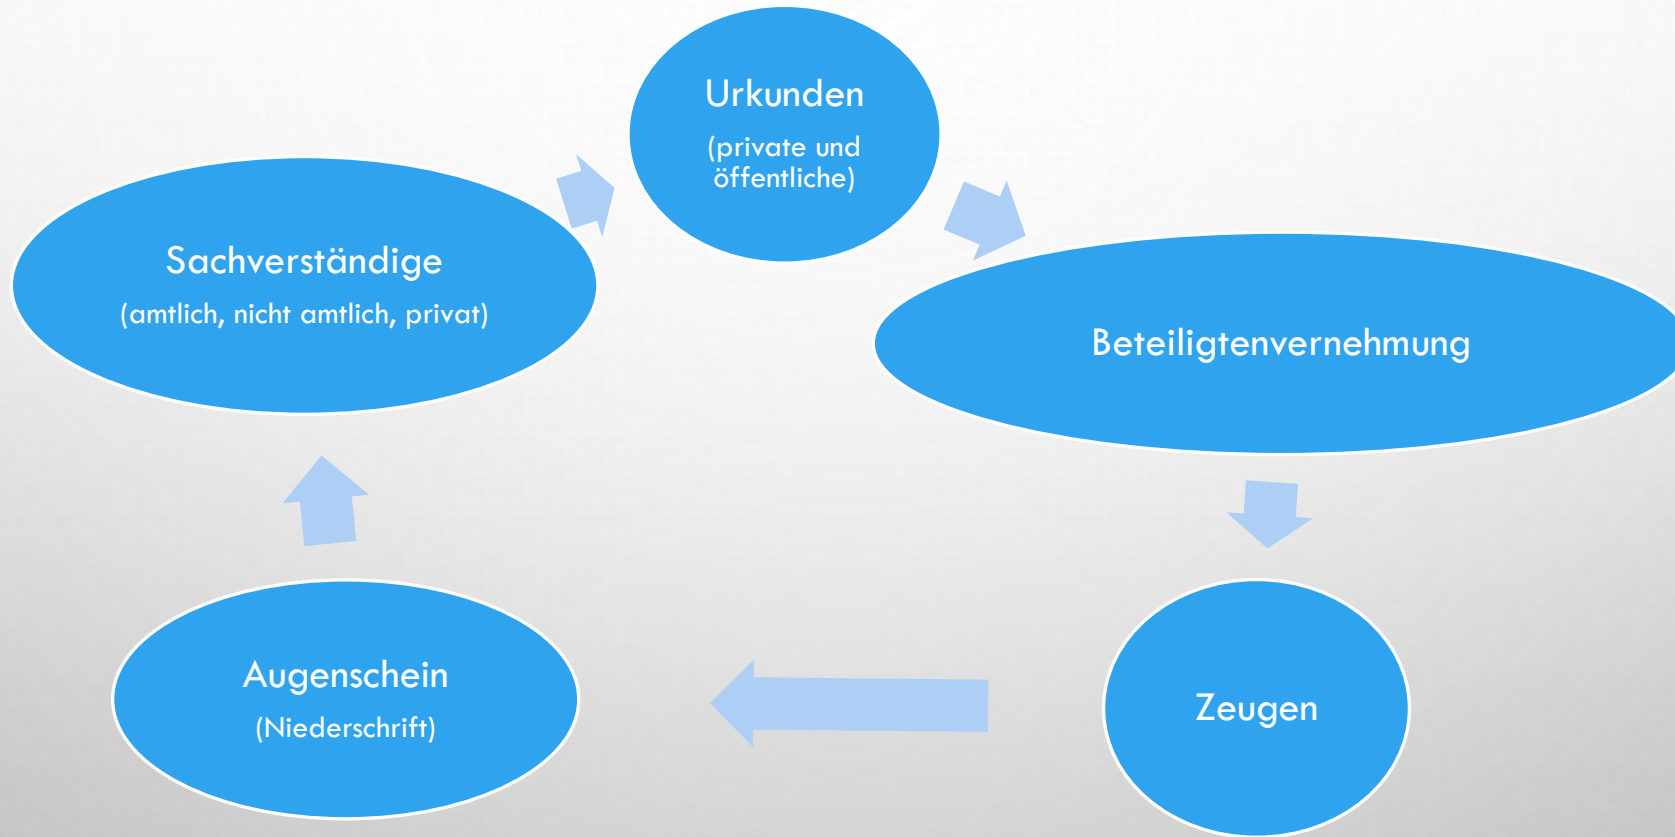 Urkunden
(private und
öffentliche)
Beteiligtenvernehmung
Zeugen
Augenschein
(Niederschrift)
Sachverständige
(amtlich, nicht amtlich, privat)